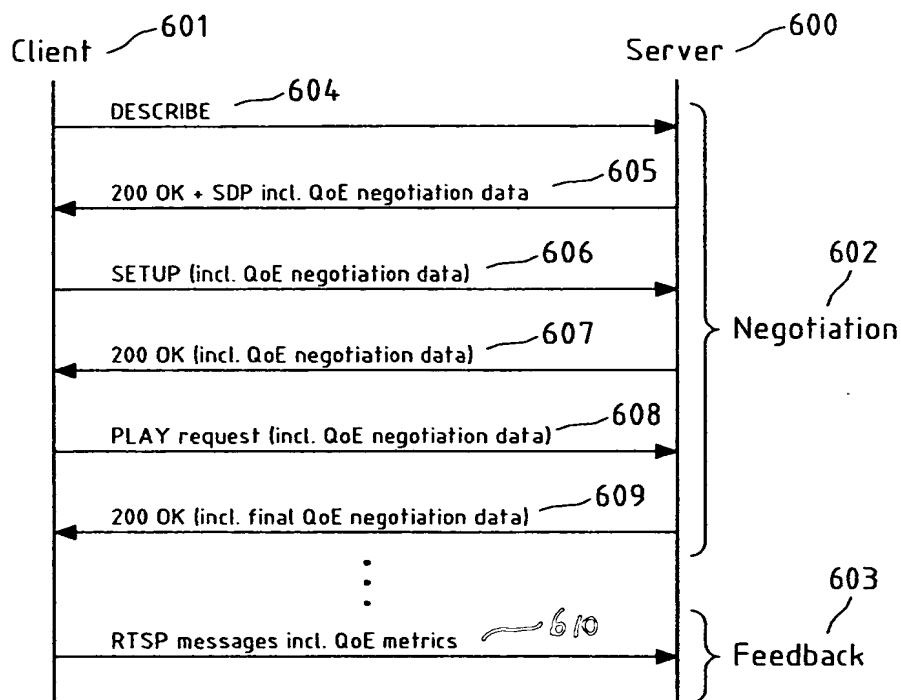 601
600
Client
Server
604
DESCRIBE
605
200 OK + SDP incl. QoE negotiation data
606
SETUP (incl. QoE negotiation data)
602
607
Negotiation
200 OK (incl. QoE negotiation data)
608
PLAY request (incl. QoE negotiation data)
609
200 OK (incl. final QoE negotiation data)
603
610
RTSP messages incl. QoE metrics
Feedback